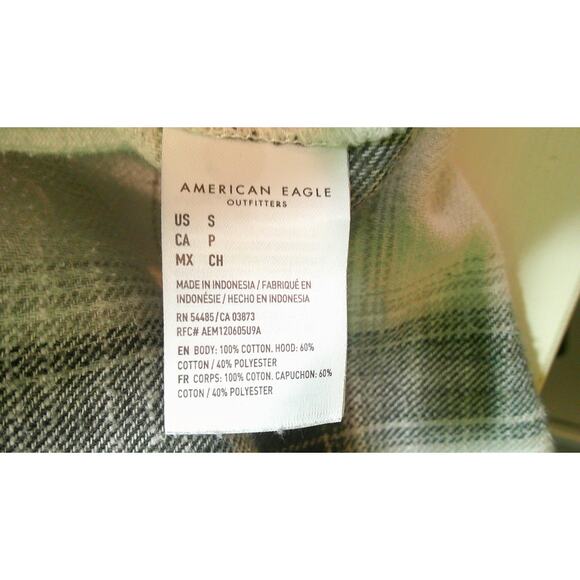 AMERICAN EAGLE
OUTFITTERS
US S
CA P
MX CH
MADE IN INDONESIA / FABRIQUÉ EN
INDONÉSIE / HECHO EN INDONESIA
RN 54485/CA 03873
RFC# AEM120605U9A
EN BODY: 100% COTTON. HOOD: 60%
COTTON / 40% POLYESTER
FR CORPS: 100% COTON. CAPUCHON: 60%
COTON / 40% POLYESTER